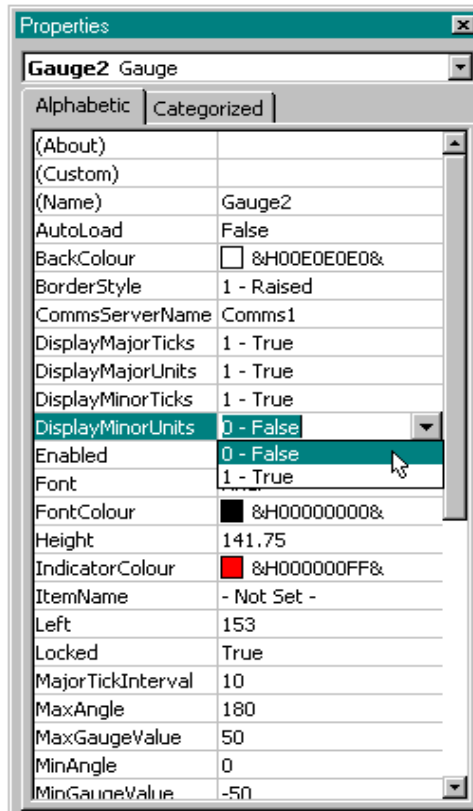 Properties
Gauge2 Gauge
Alphabetic Categorized
(About)
(Custom)
(Name) Gauge2
AutoLoad False
BackColour &H00E0E0E0&
BorderStyle 1 - Raised
CommsServerName Comms1
DisplayMajorTicks 1 - True
DisplayMajorUnits 1 - True
DisplayMinorTicks 1 - True
DisplayMinorUnits 0 - False
Enabled 0 - False
Font 1 - True
FontColour &H00000000&
Height 141.75
IndicatorColour &H000000FF&
ItemName - Not Set -
Left 153
Locked True
MajorTickInterval 10
MaxAngle 180
MaxGaugeValue 50
MinAngle 0
MinGaugeValue -50